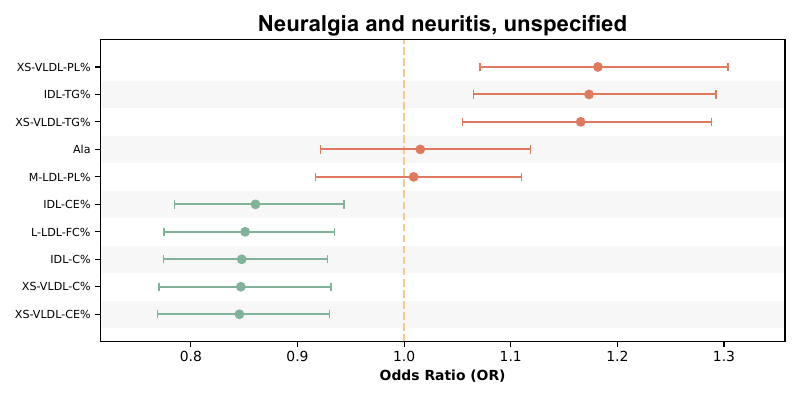 Neuralgia and neuritis, unspecified
XS-VLDL-PL%
IDL-TG%
XS-VLDL-TG%
Ala
M-LDL-PL%
IDL-CE%
L-LDL-FC%
IDL-C%
XS-VLDL-C%
XS-VLDL-CE%
0.8 0.9 1.0 1.1 1.2 1.3
Odds Ratio (OR)